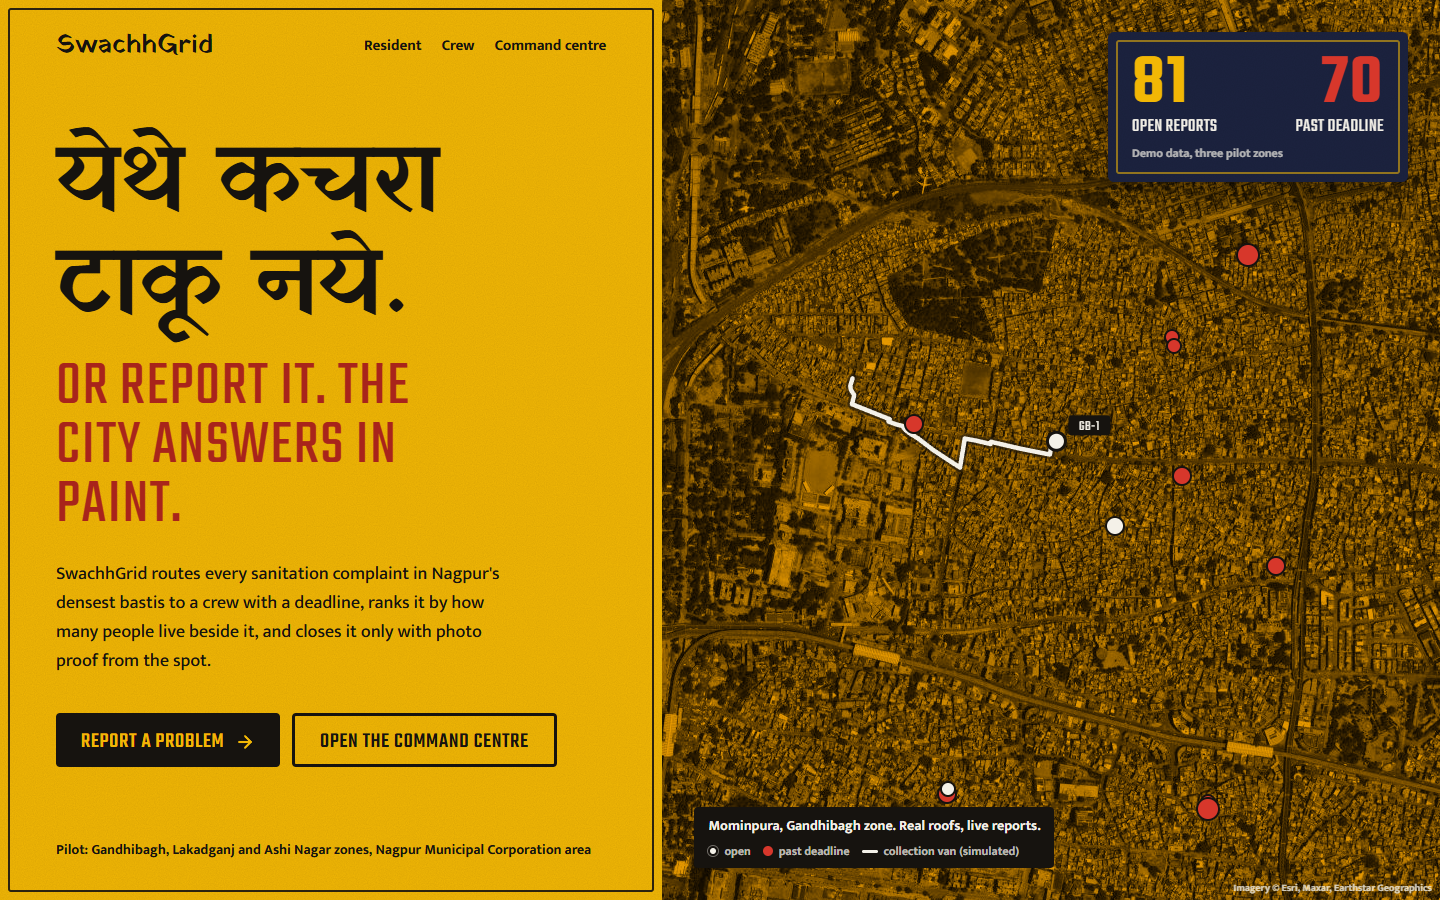 SwachhGrid
Resident Crew Command centre
येथे कचरा
टाकू नये.
OR REPORT IT. THE
CITY ANSWERS IN
PAINT.
SwachhGrid routes every sanitation complaint in Nagpur's
densest bastis to a crew with a deadline, ranks it by how
many people live beside it, and closes it only with photo
proof from the spot.
REPORT A PROBLEM →
OPEN THE COMMAND CENTRE
Pilot: Gandhibagh, Lakadganj and Ashi Nagar zones, Nagpur Municipal Corporation area
81 70
OPEN REPORTS PAST DEADLINE
Demo data, three pilot zones
GB-1
Mominpura, Gandhibagh zone. Real roofs, live reports.
open past deadline collection van (simulated)
Imagery © Esri, Maxar, Earthstar Geographics